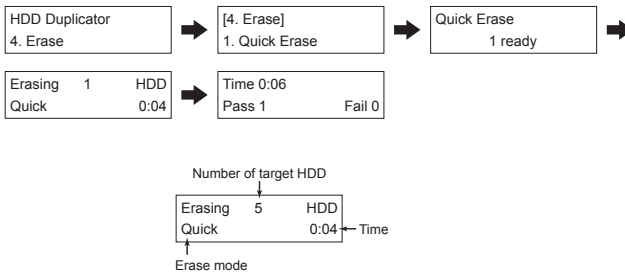 HDD Duplicator
4. Erase
[4. Erase]
1. Quick Erase
Quick Erase
1 ready
Erasing 1 HDD
Quick 0:04
Time 0:06
Pass 1 Fail 0
Number of target HDD
Erasing 5 HDD
Quick 0:04
Time
Erase mode